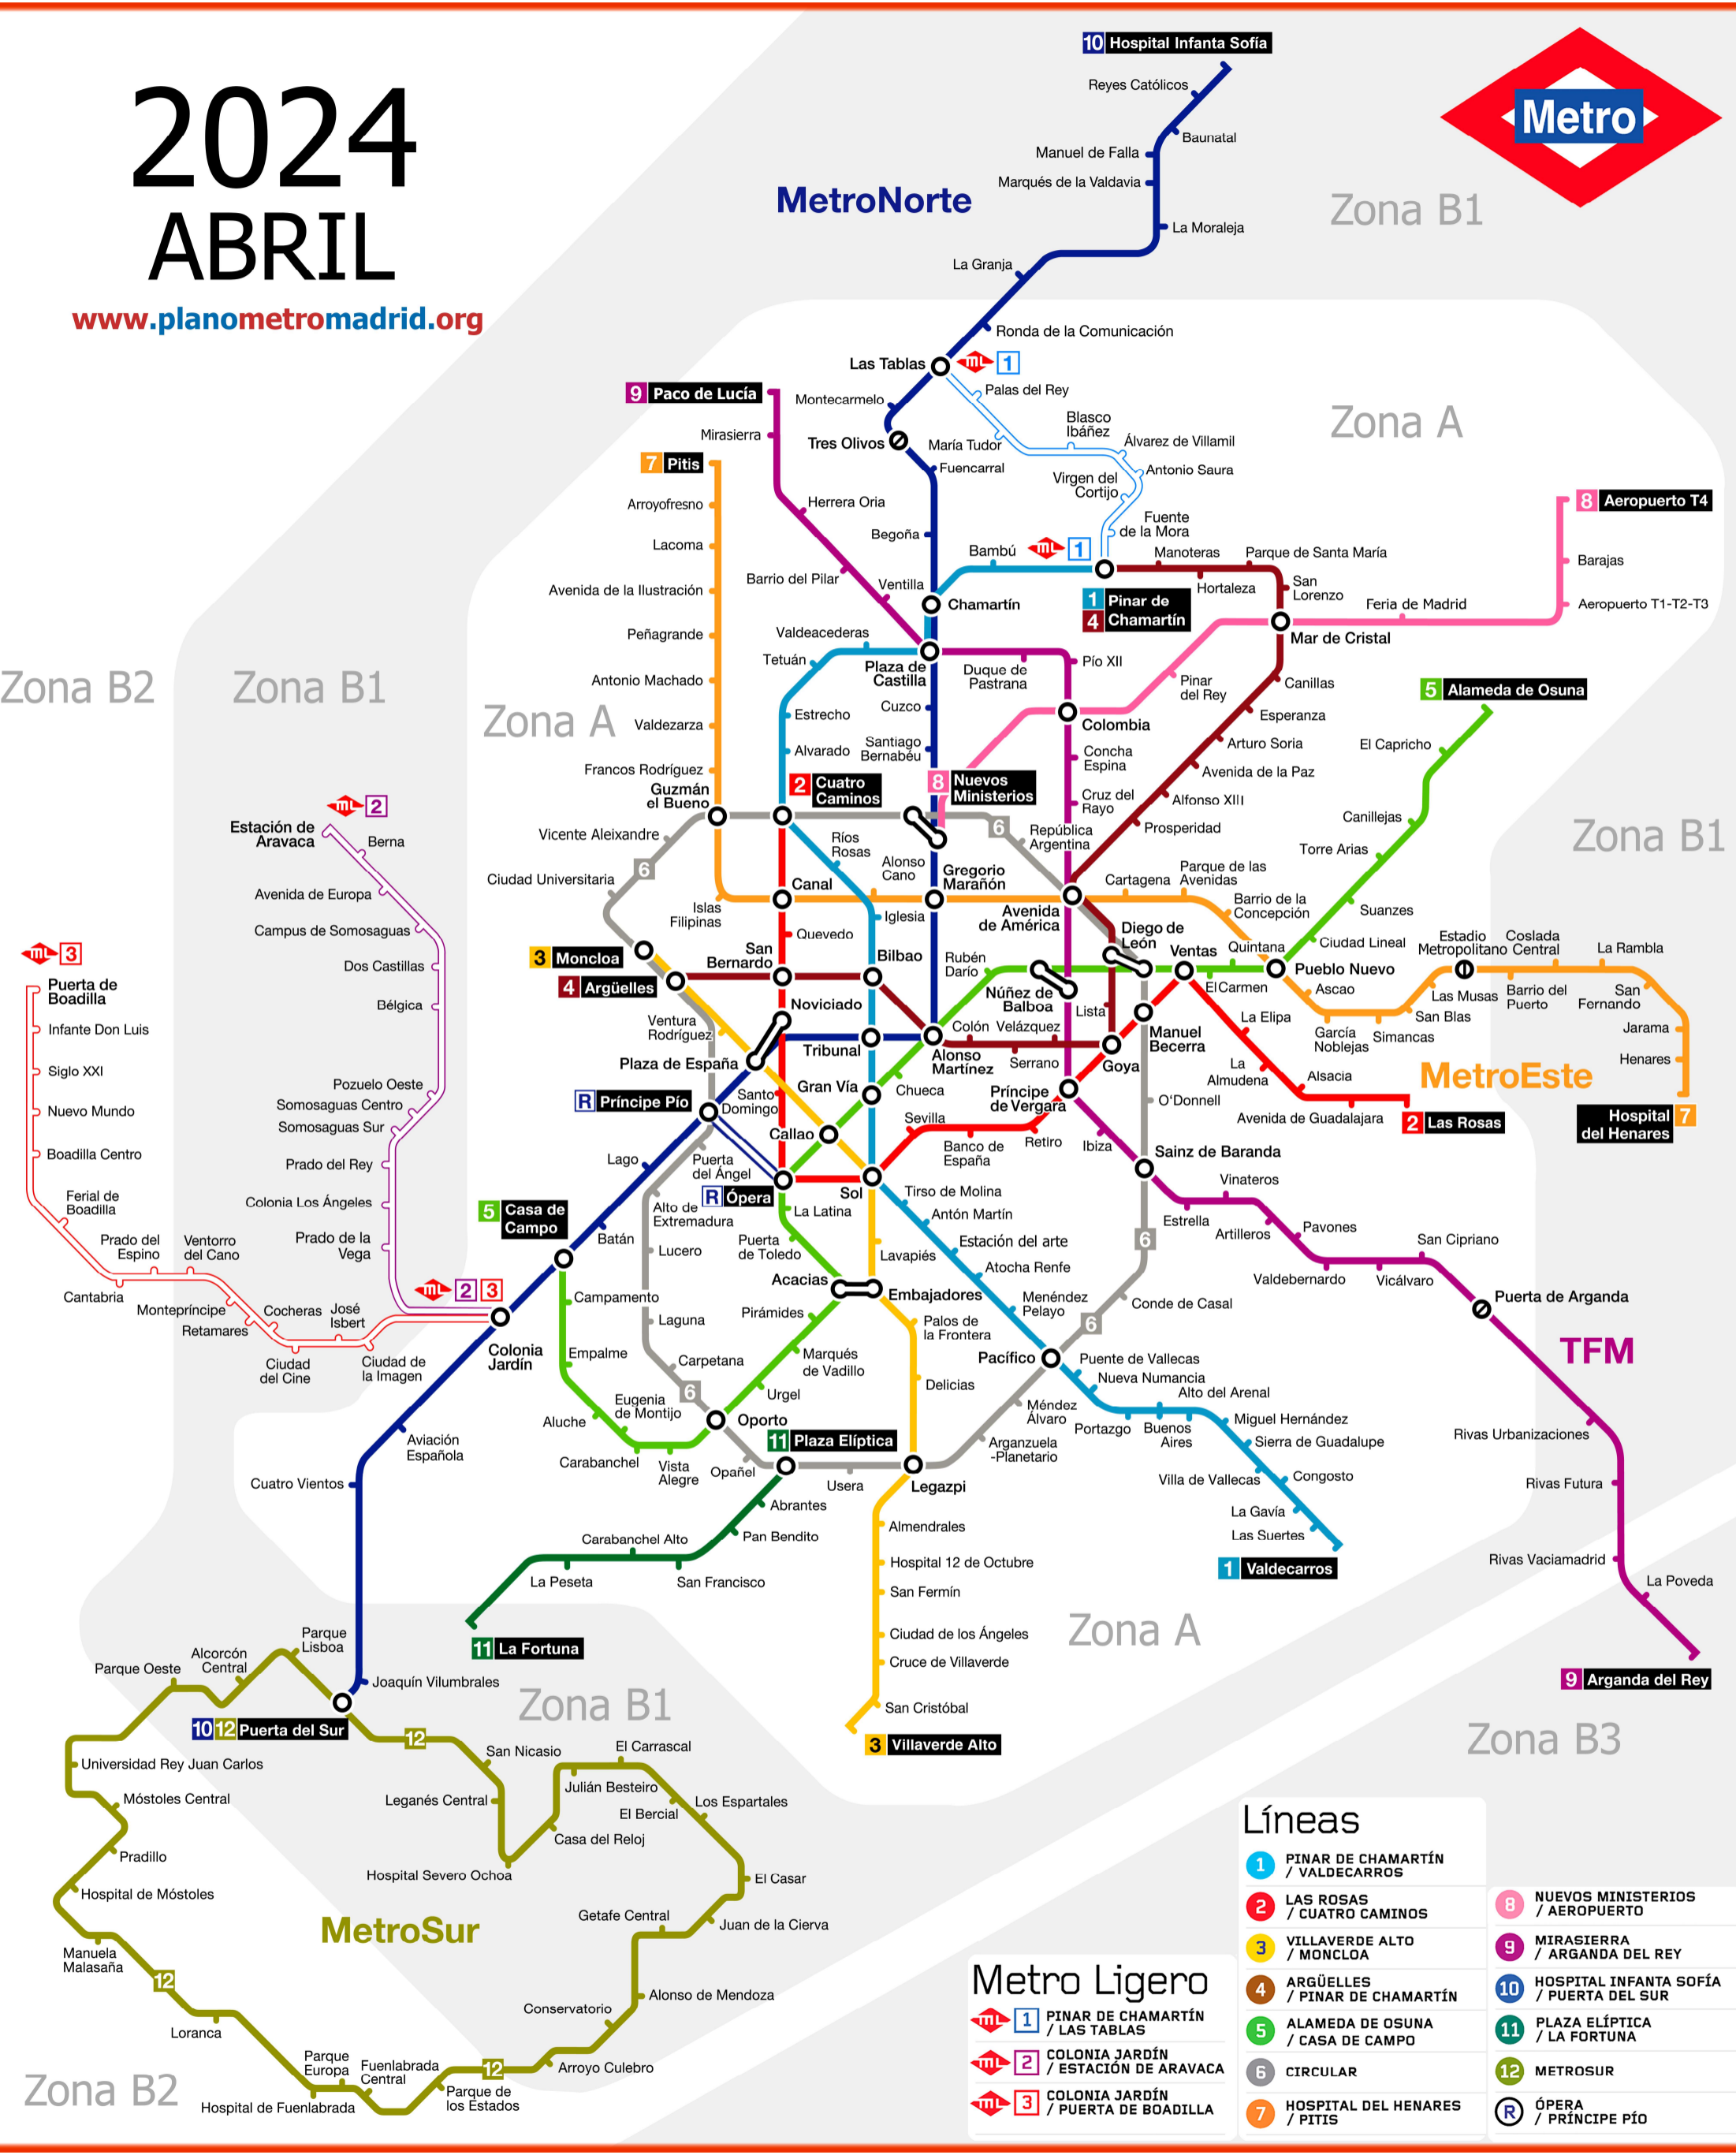 2024
ABRIL
www.planometromadrid.org
Metro
MetroNorte
Zona B1
10 Hospital Infanta Sofía
Reyes Católicos
Baunatal
Manuel de Falla
Marqués de la Valdavia
La Moraleja
La Granja
Ronda de la Comunicación
Las Tablas
mL 1
Palas del Rey
Montecarmelo
Tres Olivos
María Tudor
Blasco
Ibáñez
Álvarez de Villamil
Antonio Saura
Virgen del
Cortijo
Fuente
de la Mora
Fuencarral
Begoña
Zona A
9 Paco de Lucía
Mirasierra
Herrera Oria
Barrio del Pilar
Ventilla
7 Pitis
Arroyofresno
Lacoma
Avenida de la Ilustración
Peñagrande
Antonio Machado
Valdezarza
Francos Rodríguez
Guzmán
el Bueno
Bambú
mL 1
1 Pinar de
4 Chamartín
Manoteras
Parque de Santa María
Hortaleza
San
Lorenzo
Feria de Madrid
Mar de Cristal
8 Aeropuerto T4
Barajas
Aeropuerto T1-T2-T3
Chamartín
Valdeacederas
Tetuán
Plaza de
Castilla
Duque de
Pastrana
Pío XII
Pinar
del Rey
Canillas
Esperanza
Arturo Soria
Avenida de la Paz
Alfonso XIII
Prosperidad
Colombia
Concha
Espina
Cruz del
Rayo
Cuzco
Santiago
Bernabéu
Estrecho
Alvarado
Zona B2
Zona B1
Zona A
5 Alameda de Osuna
El Capricho
Canillejas
Torre Arias
Suanzes
Ciudad Lineal
Zona B1
2 Cuatro
Caminos
8 Nuevos
Ministerios
6
República
Argentina
Vicente Aleixandre
6
Ciudad Universitaria
Ríos
Rosas
Alonso
Cano
Gregorio
Marañón
Canal
Islas
Filipinas
Iglesia
Quevedo
Avenida
de América
Cartagena
Parque de las
Avenidas
Barrio de la
Concepción
Diego de
León
Ventas
Quintana
Pueblo Nuevo
El Carmen
Ascao
García
Noblejas
Simancas
San Blas
Las Musas
Estadio
Metropolitano
Coslada
Central
La Rambla
Barrio del
Puerto
San
Fernando
Jarama
Henares
MetroEste
Hospital
del Henares 7
3 Moncloa
4 Argüelles
San
Bernardo
Bilbao
Rubén
Darío
Núñez de
Balboa
Lista
Manuel
Becerra
La Elipa
La
Almudena
Alsacia
Avenida de Guadalajara
2 Las Rosas
Ventura
Rodríguez
Noviciado
Plaza de España
Tribunal
Alonso
Martínez
Colón
Velázquez
Serrano
Goya
Príncipe
de Vergara
O'Donnell
R Príncipe Pío
Santo
Domingo
Gran Vía
Chueca
Callao
Sevilla
Banco de
España
Retiro
Ibiza
Sainz de Baranda
Lago
Puerta
del Ángel
R Ópera
Sol
Batán
5 Casa de
Campo
Alto de
Extremadura
Lucero
Laguna
Carpetana
6
La Latina
Puerta
de Toledo
Acacias
Embajadores
Lavapiés
Tirso de Molina
Antón Martín
Estación del arte
Atocha Renfe
Menéndez
Pelayo
Pacífico
Conde de Casal
6
6
Vinateros
Estrella
Artilleros
Pavones
Valdebernardo
Vicálvaro
San Cipriano
Puerta de Arganda
TFM
Rivas Urbanizaciones
Rivas Futura
Rivas Vaciamadrid
La Poveda
9 Arganda del Rey
mL 2
Estación de
Aravaca
Berna
Avenida de Europa
Campus de Somosaguas
Dos Castillas
Bélgica
Pozuelo Oeste
Somosaguas Centro
Somosaguas Sur
Prado del Rey
Colonia Los Ángeles
Prado de la
Vega
mL 2 3
Colonia
Jardín
mL 3
Puerta de
Boadilla
Infante Don Luis
Siglo XXI
Nuevo Mundo
Boadilla Centro
Ferial de
Boadilla
Prado del
Espino
Ventorro
del Cano
Cantabria
Montepríncipe
Retamares
Cocheras
José
Isbert
Ciudad
del Cine
Ciudad de
la Imagen
Campamento
Empalme
Aluche
Eugenia
de Montijo
Carabanchel
Vista
Alegre
Oporto
Urgel
Marqués
de Vadillo
Pirámides
Opañel
11 Plaza Elíptica
Usera
Legazpi
Arganzuela
-Planetario
Méndez
Álvaro
Palos de
la Frontera
Delicias
Puente de Vallecas
Nueva Numancia
Portazgo
Buenos
Aires
Alto del Arenal
Miguel Hernández
Sierra de Guadalupe
Villa de Vallecas
Congosto
La Gavía
Las Suertes
1 Valdecarros
Aviación
Española
Cuatro Vientos
Joaquín Vilumbrales
Abrantes
Pan Bendito
Carabanchel Alto
San Francisco
La Peseta
11 La Fortuna
Almendrales
Hospital 12 de Octubre
San Fermín
Ciudad de los Ángeles
Cruce de Villaverde
San Cristóbal
3 Villaverde Alto
Zona A
Zona B1
Zona B3
Parque
Lisboa
Alcorcón
Central
Parque Oeste
10 12 Puerta del Sur
12
Universidad Rey Juan Carlos
Móstoles Central
Pradillo
Hospital de Móstoles
Manuela
Malasaña
12
Loranca
Hospital de Fuenlabrada
Parque
Europa
Fuenlabrada
Central
Parque de
los Estados
12
Arroyo Culebro
Conservatorio
Alonso de Mendoza
Getafe Central
Juan de la Cierva
El Casar
Los Espartales
El Bercial
El Carrascal
Julián Besteiro
Casa del Reloj
Hospital Severo Ochoa
Leganés Central
San Nicasio
MetroSur
Zona B2
Metro Ligero
mL 1 PINAR DE CHAMARTÍN
/ LAS TABLAS
mL 2 COLONIA JARDÍN
/ ESTACIÓN DE ARAVACA
mL 3 COLONIA JARDÍN
/ PUERTA DE BOADILLA
Líneas
1 PINAR DE CHAMARTÍN
/ VALDECARROS
2 LAS ROSAS
/ CUATRO CAMINOS
3 VILLAVERDE ALTO
/ MONCLOA
4 ARGÜELLES
/ PINAR DE CHAMARTÍN
5 ALAMEDA DE OSUNA
/ CASA DE CAMPO
6 CIRCULAR
7 HOSPITAL DEL HENARES
/ PITIS
8 NUEVOS MINISTERIOS
/ AEROPUERTO
9 MIRASIERRA
/ ARGANDA DEL REY
10 HOSPITAL INFANTA SOFÍA
/ PUERTA DEL SUR
11 PLAZA ELÍPTICA
/ LA FORTUNA
12 METROSUR
R ÓPERA
/ PRÍNCIPE PÍO